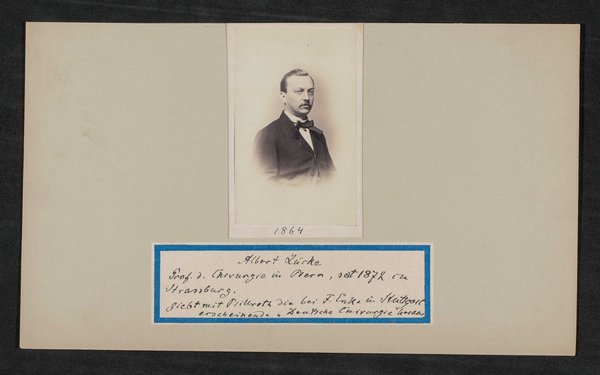 1864
Albert Lücke
Prof. d. Chirurgie in Bern, seit 1872 in
Strassburg.
giebt mit Billroth die bei F. Enke in Stuttgart
erscheinende „Deutsche Chirurgie" heraus